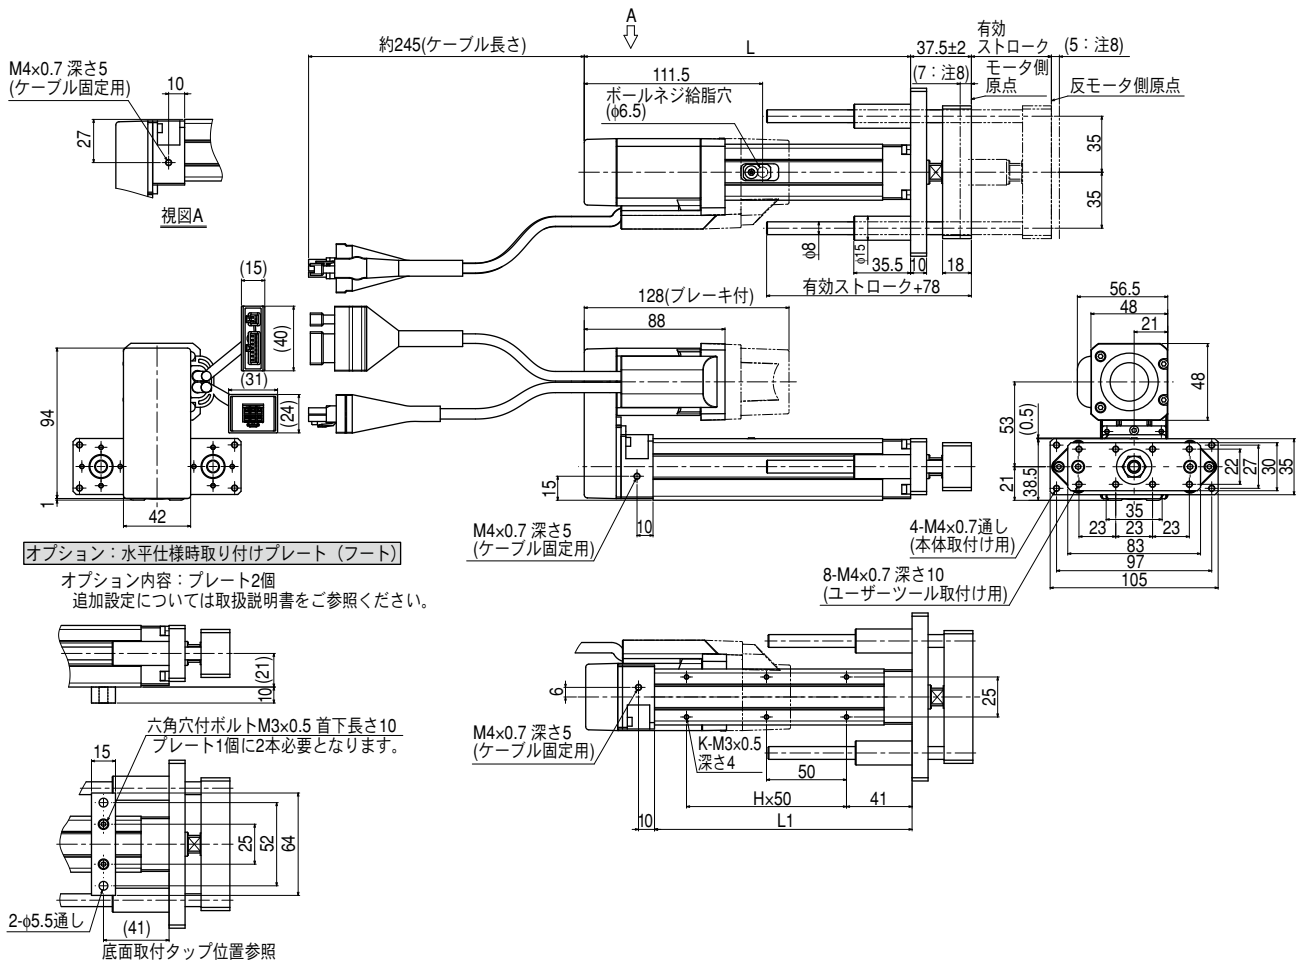 A
約245(ケーブル長さ)
L
37.5±2
有効
ストローク
(5：注8)
M4×0.7 深さ5
(ケーブル固定用)
10
111.5
(7：注8)
モータ側
原点
反モータ側原点
ボールネジ給脂穴
(φ6.5)
27
35
35
視図A
φ8
φ15
35.5
10
18
有効ストローク+78
(15)
(40)
(31)
(24)
94
1
42
128(ブレーキ付)
88
15
10
M4×0.7 深さ5
(ケーブル固定用)
56.5
48
21
48
53
(0.5)
38.5
21
22
27
30
35
35
23
23
23
83
97
105
4-M4×0.7通し
(本体取付け用)
8-M4×0.7 深さ10
(ユーザーツール取付け用)
オプション：水平仕様時取り付けプレート（フート）
オプション内容：プレート2個
追加設定については取扱説明書をご参照ください。
(21)
10
六角穴付ボルトM3×0.5 首下長さ10
プレート1個に2本必要となります。
15
25
52
64
2-φ5.5通し
(41)
底面取付タップ位置参照
6
25
M4×0.7 深さ5
(ケーブル固定用)
K-M3×0.5
深さ4
50
H×50
41
10
L1